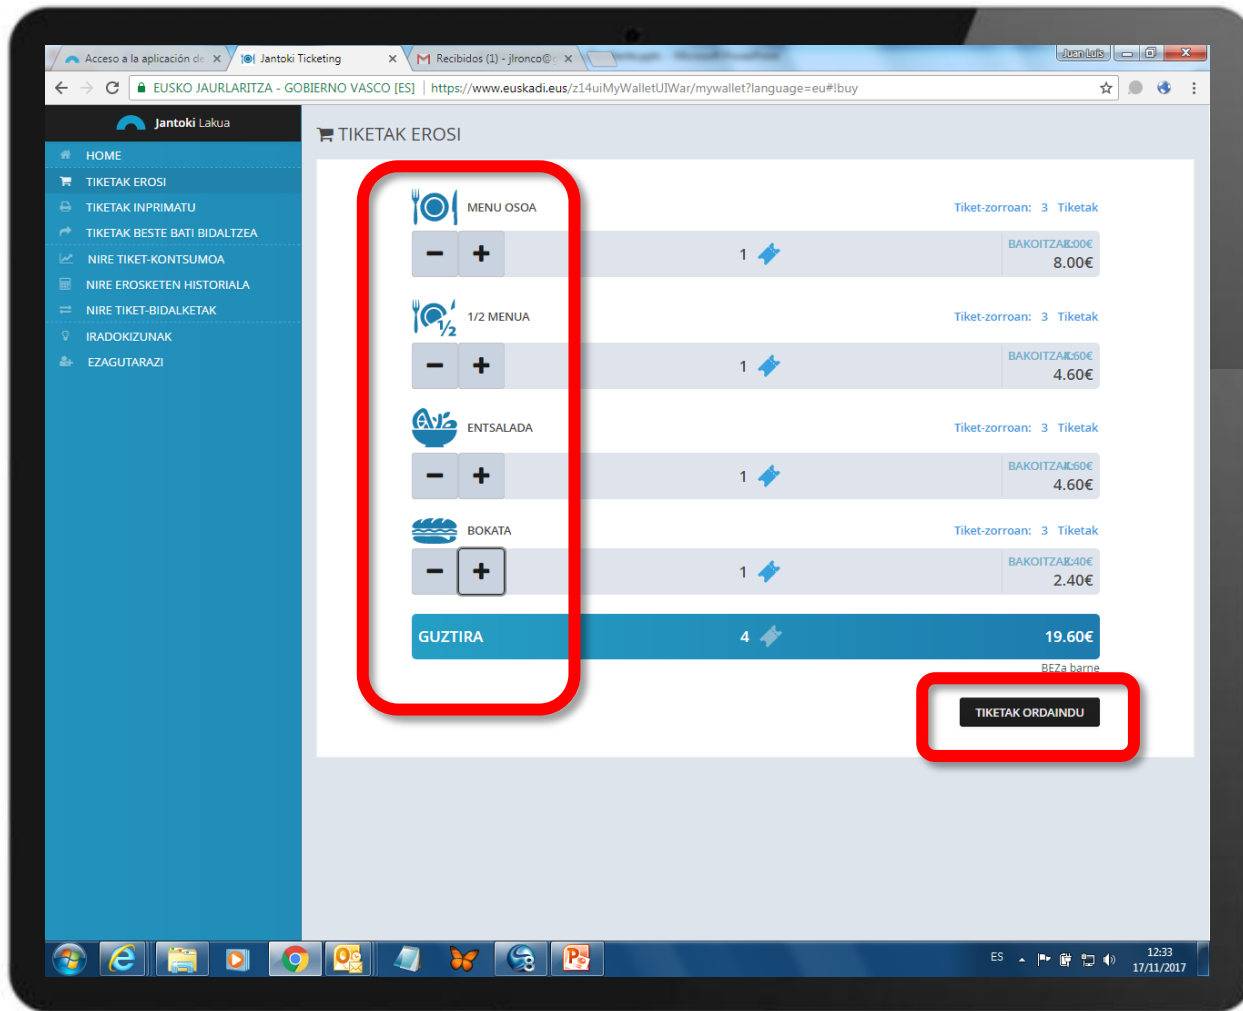 Acceso a la aplicación de
Jantoki Ticketing
Recibidos (1) - jlronco@g
Juan Luis
EUSKO JAURLARITZA - GOBIERNO VASCO [ES] https://www.euskadi.eus/z14uiMyWalletUIWar/mywallet?language=eu#!buy
Jantoki Lakua
HOME
TIKETAK EROSI
TIKETAK INPRIMATU
TIKETAK BESTE BATI BIDALTZEA
NIRE TIKET-KONTSUMOA
NIRE EROSKETEN HISTORIALA
NIRE TIKET-BIDALKETAK
IRADOKIZUNAK
EZAGUTARAZI
TIKETAK EROSI
MENU OSOA
Tiket-zorroan: 3 Tiketak
1
8.00€
1/2
1/2 MENUA
Tiket-zorroan: 3 Tiketak
1
4.60€
ENTSALADA
Tiket-zorroan: 3 Tiketak
1
4.60€
BOKATA
Tiket-zorroan: 3 Tiketak
1
2.40€
GUZTIRA 4 19.60€
BEZa barne
TIKETAK ORDAINDU
ES
12:33
17/11/2017